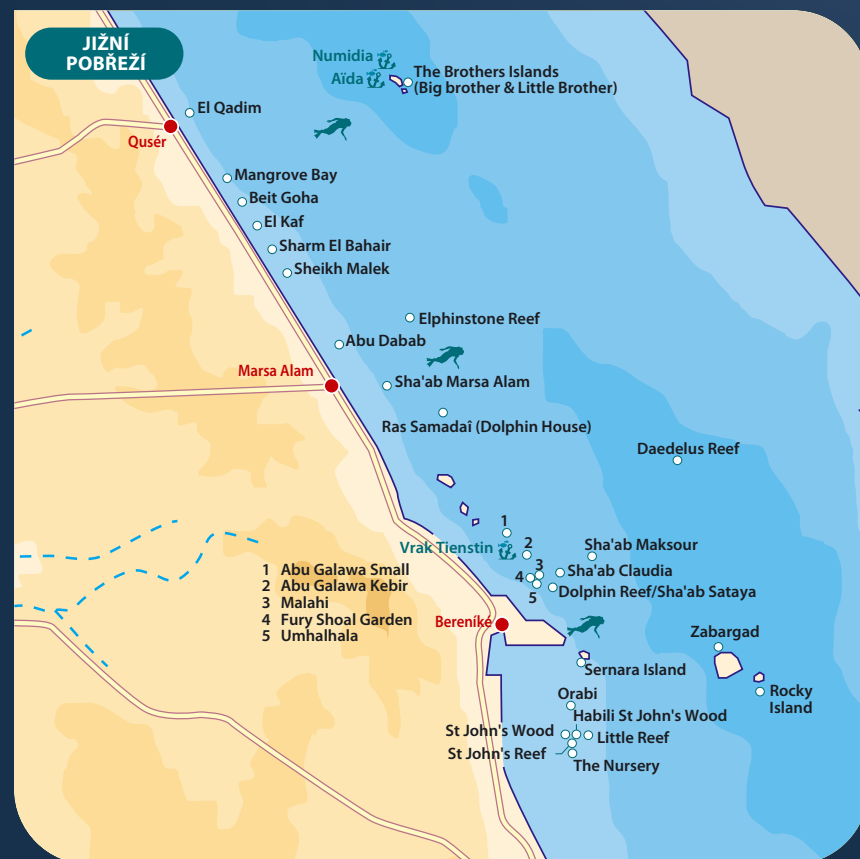 JIŽNÍ
POBŘEŽÍ
Numidia
Aïda
The Brothers Islands
(Big brother & Little Brother)
El Qadim
Qusér
Mangrove Bay
Beit Goha
El Kaf
Sharm El Bahair
Sheikh Malek
Elphinstone Reef
Abu Dabab
Marsa Alam
Sha'ab Marsa Alam
Ras Samadaî (Dolphin House)
Daedelus Reef
1
Vrak Tienstin
2
Sha'ab Maksour
3
4
5
Sha'ab Claudia
Dolphin Reef/Sha'ab Sataya
1 Abu Galawa Small
2 Abu Galawa Kebir
3 Malahi
4 Fury Shoal Garden
5 Umhalhala
Bereníké
Zabargad
Sernara Island
Rocky
Island
Orabi
Habili St John's Wood
St John's Wood
Little Reef
St John's Reef
The Nursery